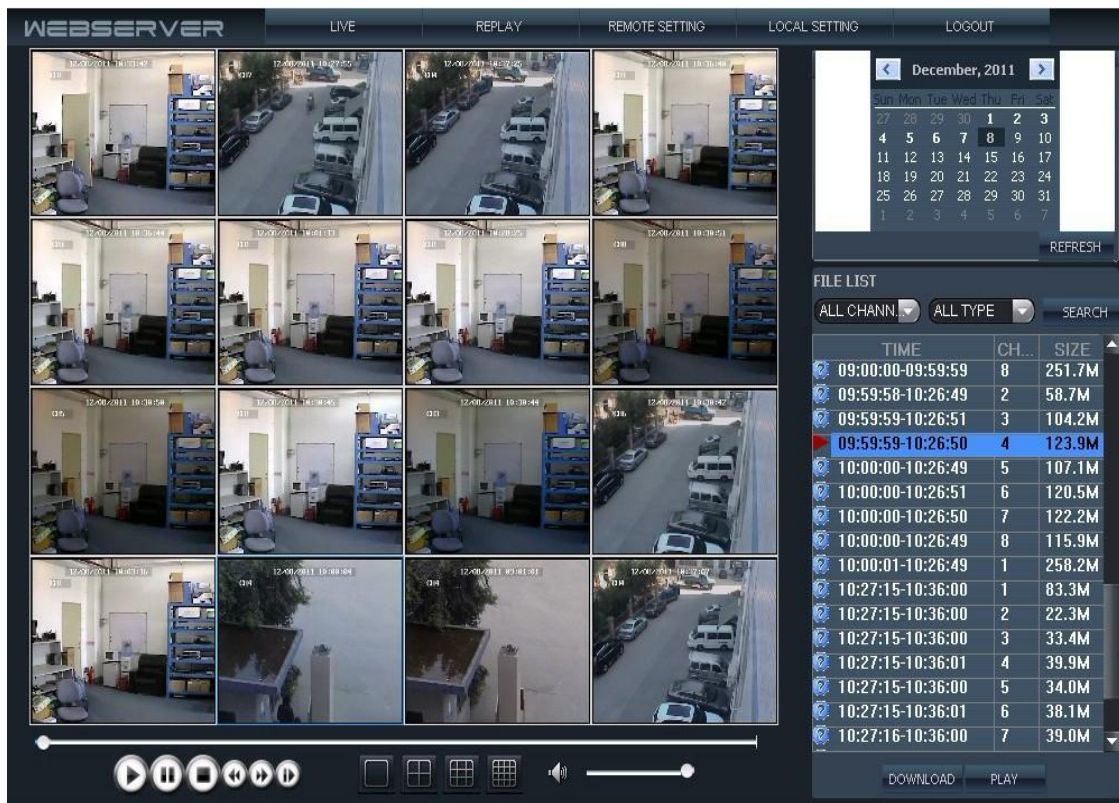 WEBSERVER
LIVE
REPLAY
REMOTE SETTING
LOCAL SETTING
LOGOUT
December, 2011
Sun Mon Tue Wed Thu Fri Sat
27 28 29 30 1 2 3
4 5 6 7 8 9 10
11 12 13 14 15 16 17
18 19 20 21 22 23 24
25 26 27 28 29 30 31
1 2 3 4 5 6 7
REFRESH
FILE LIST
ALL CHANN.
ALL TYPE
SEARCH
TIME CH... SIZE
09:00:00-09:59:59 8 251.7M
09:59:58-10:26:49 2 58.7M
09:59:59-10:26:51 3 104.2M
09:59:59-10:26:50 4 123.9M
10:00:00-10:26:49 5 107.1M
10:00:00-10:26:51 6 120.5M
10:00:00-10:26:50 7 122.2M
10:00:00-10:26:50 8 115.9M
10:00:01-10:26:49 1 258.2M
10:27:15-10:36:00 1 83.3M
10:27:15-10:36:00 2 22.3M
10:27:15-10:36:00 3 33.4M
10:27:15-10:36:01 4 39.9M
10:27:15-10:36:00 5 34.0M
10:27:15-10:36:01 6 38.1M
10:27:16-10:36:00 7 39.0M
DOWNLOAD
PLAY